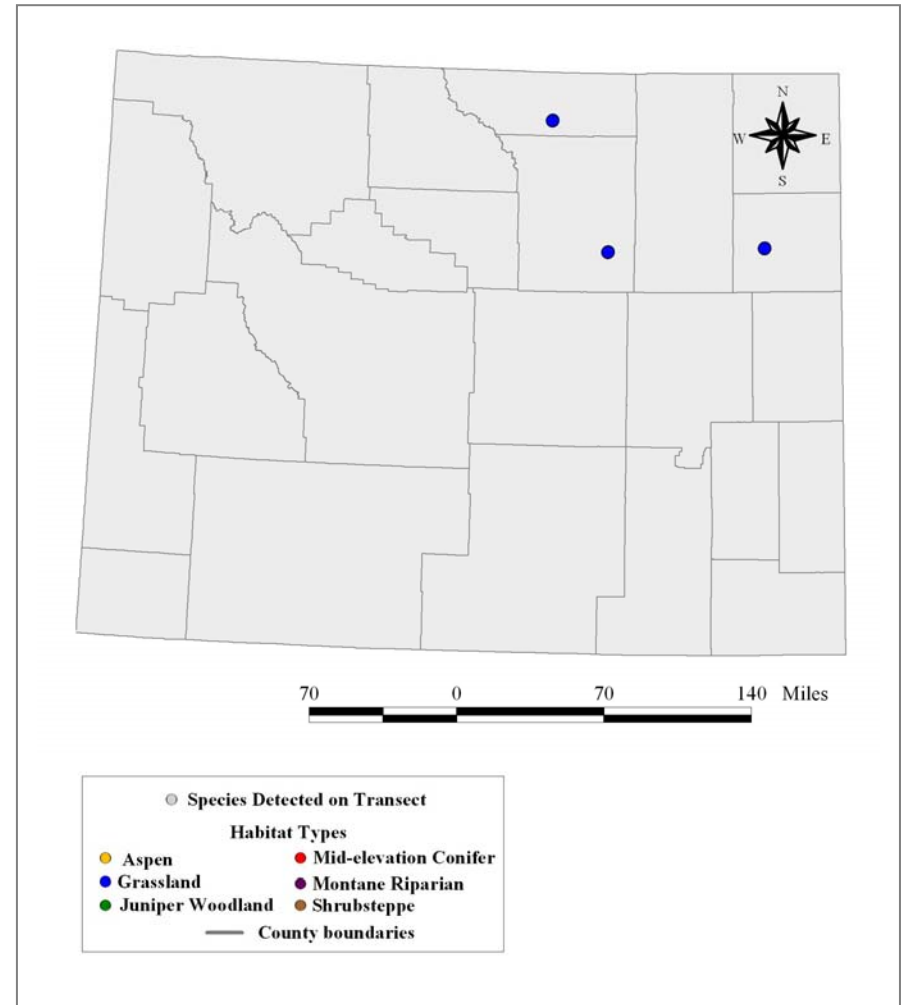 N
W E
S
70 0 70 140 Miles
Species Detected on Transect
Habitat Types
Aspen Mid-elevation Conifer
Grassland Montane Riparian
Juniper Woodland Shrubsteppe
County boundaries